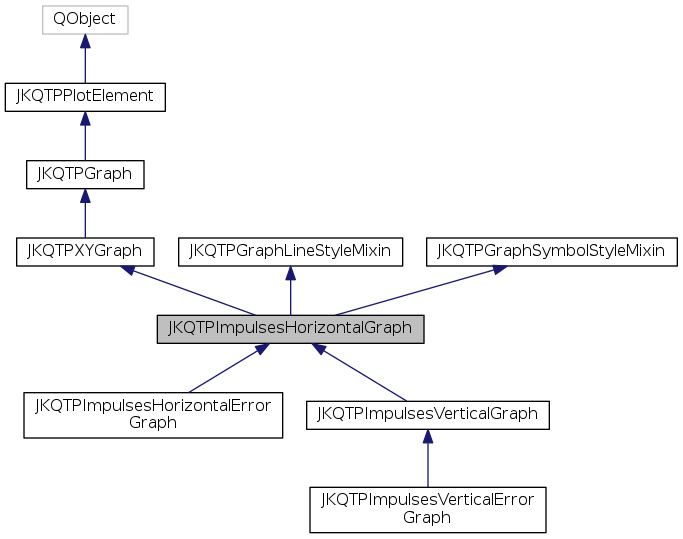 QObject
JKQTPPlotElement
JKQTPGraph
JKQTPXYGraph
JKQTPGraphLineStyleMixin
JKQTPGraphSymbolStyleMixin
JKQTPImpulsesHorizontalGraph
JKQTPImpulsesHorizontalError
Graph
JKQTPImpulsesVerticalGraph
JKQTPImpulsesVerticalError
Graph